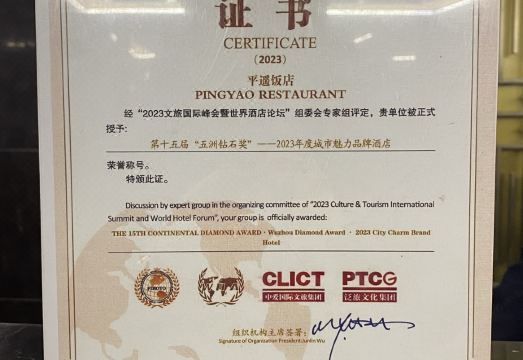 证书
CERTIFICATE
(2023)
平遥饭店
PINGYAO RESTAURANT
经“2023文旅国际峰会暨世界酒店论坛”组委会专家组评定，贵单位被正式
授予：
第十五届“五洲钻石奖”——2023年度城市魅力品牌酒店
荣誉称号。
特颁此证。
Discussion by expert group in the organizing committee of "2023 Culture & Tourism International
Summit and World Hotel Forum", your group is officially awarded:
THE 15TH CONTINENTAL DIAMOND AWARD · Wuzhou Diamond Award · 2023 City Charm Brand
Hotel
CLICT PTCG
中爱国际文旅集团 泛旅文化集团
组织机构主席签署：
Signature of Organization President:Junlin Wu